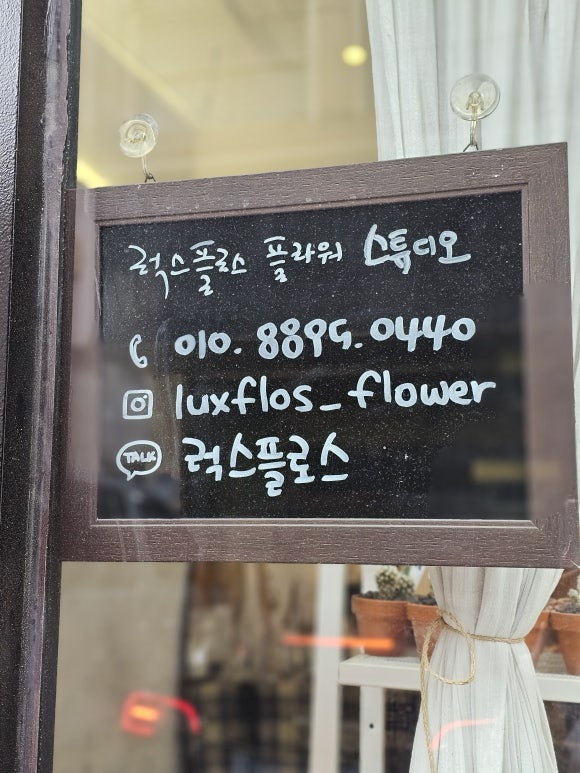 럭스플로스 플라워 스튜디오
010. 8895. 0440
luxflos_flower
TALK 럭스플로스